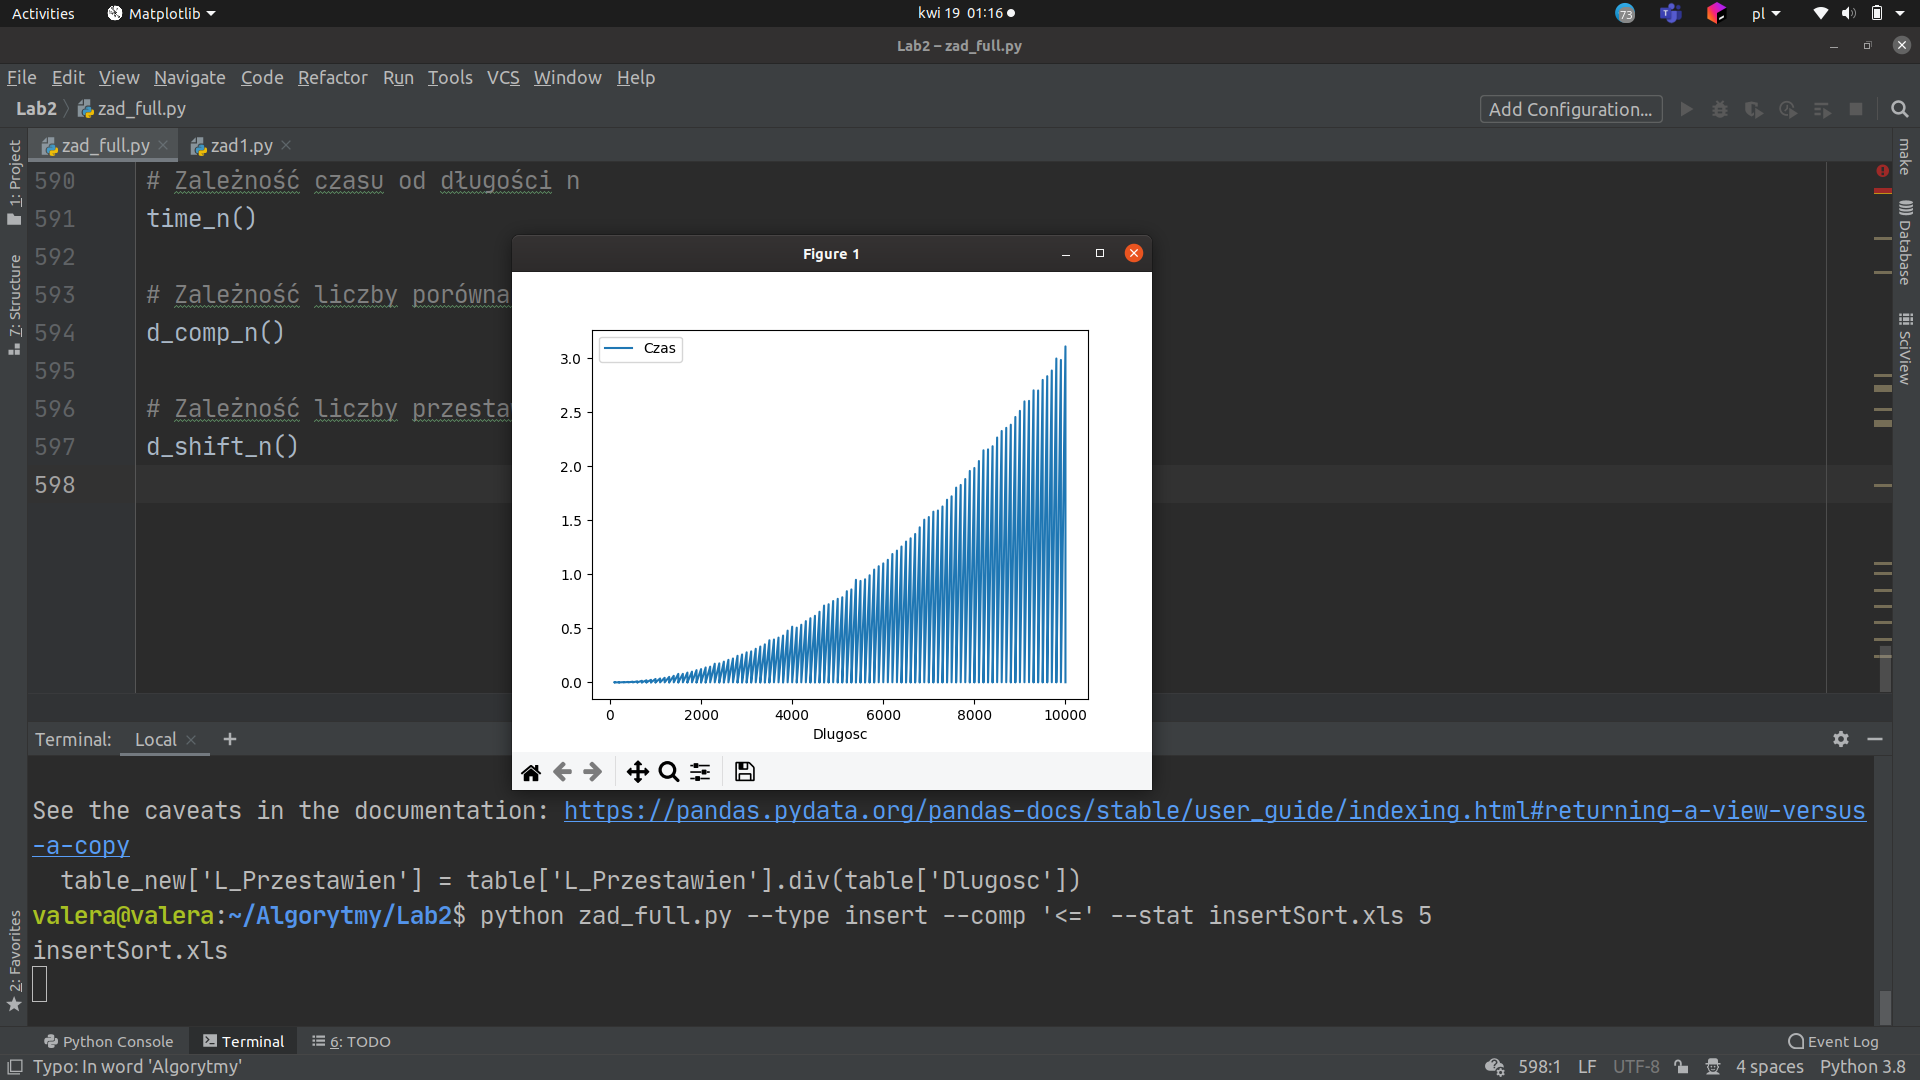 Activities
Matplotlib
kwi 19 01:16
73
pl
Lab2 – zad_full.py
File Edit View Navigate Code Refactor Run Tools VCS Window Help
Lab2 zad_full.py
Add Configuration...
zad_full.py zad1.py
1: Project
7: Structure
2: Favorites
make
Database
SciView
590 # Zależność czasu od długości n
591 time_n()
592
593 # Zależność liczby porówna
594 d_comp_n()
595
596 # Zależność liczby przesta
597 d_shift_n()
598
Figure 1
Czas
3.0
2.5
2.0
1.5
1.0
0.5
0.0
0 2000 4000 6000 8000 10000
Dlugosc
Terminal: Local +
See the caveats in the documentation: https://pandas.pydata.org/pandas-docs/stable/user_guide/indexing.html#returning-a-view-versus
-a-copy
table_new['L_Przestawien'] = table['L_Przestawien'].div(table['Dlugosc'])
valera@valera:~/Algorytmy/Lab2$ python zad_full.py --type insert --comp '<=' --stat insertSort.xls 5
insertSort.xls
Python Console Terminal 6: TODO Event Log
Typo: In word 'Algorytmy' 598:1 LF UTF-8 4 spaces Python 3.8